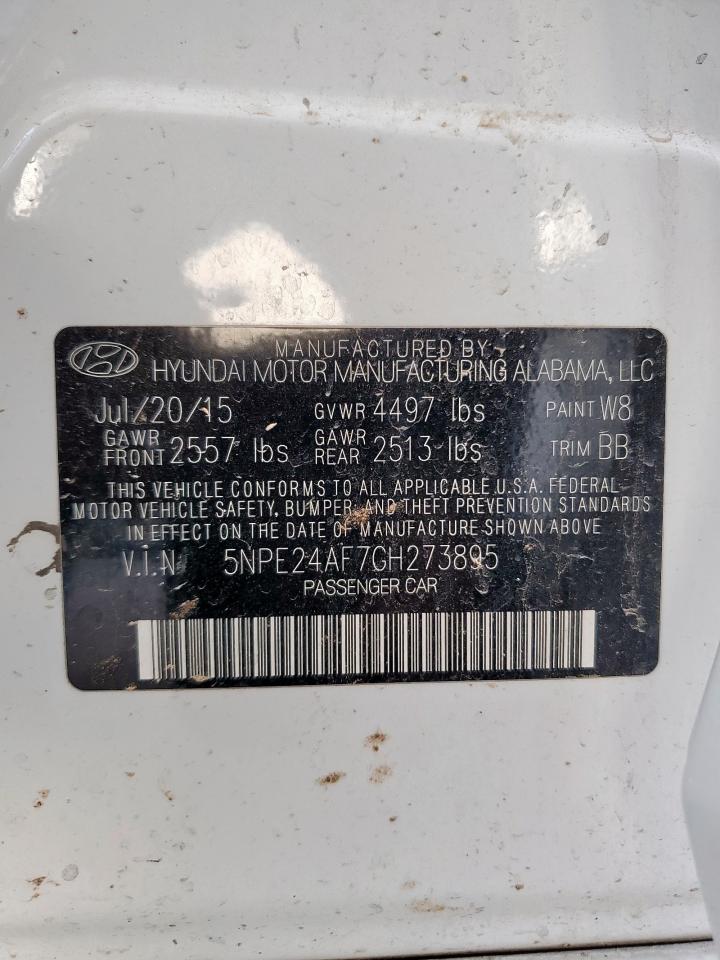 MANUFACTURED BY
HYUNDAI MOTOR MANUFACTURING ALABAMA, LLC
Jul/20/15 GVWR 4497 lbs PAINT W8
GAWR FRONT 2557 lbs GAWR REAR 2513 lbs TRIM BB
THIS VEHICLE CONFORMS TO ALL APPLICABLE U.S.A. FEDERAL
MOTOR VEHICLE SAFETY, BUMPER, AND THEFT PREVENTION STANDARDS
IN EFFECT ON THE DATE OF MANUFACTURE SHOWN ABOVE
V.I.N 5NPE24AF7GH273895
PASSENGER CAR